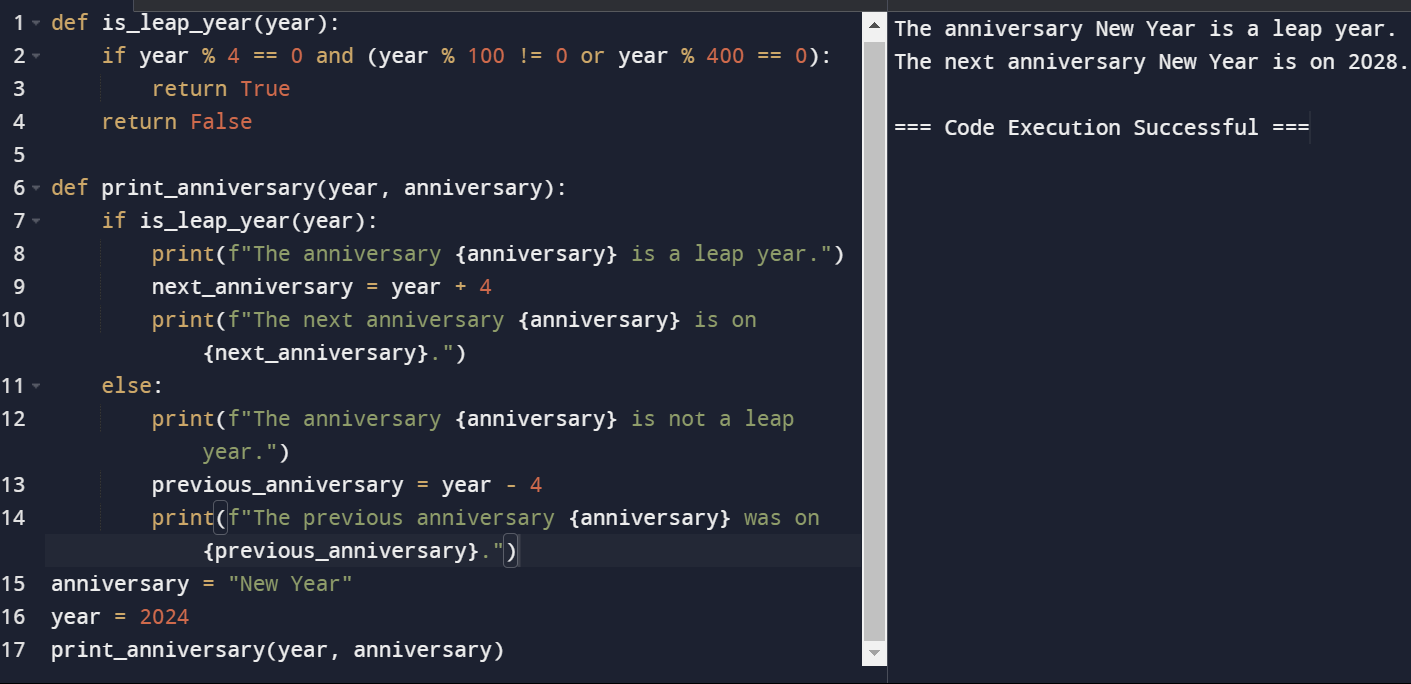 1 def is_leap_year(year):
2     if year % 4 == 0 and (year % 100 != 0 or year % 400 == 0):
3         return True
4     return False
5
6 def print_anniversary(year, anniversary):
7     if is_leap_year(year):
8         print(f"The anniversary {anniversary} is a leap year.")
9         next_anniversary = year + 4
10         print(f"The next anniversary {anniversary} is on
            {next_anniversary}.")
11     else:
12         print(f"The anniversary {anniversary} is not a leap
            year.")
13         previous_anniversary = year - 4
14         print(f"The previous anniversary {anniversary} was on
            {previous_anniversary}.")
15 anniversary = "New Year"
16 year = 2024
17 print_anniversary(year, anniversary)
The anniversary New Year is a leap year.
The next anniversary New Year is on 2028.
=== Code Execution Successful ===